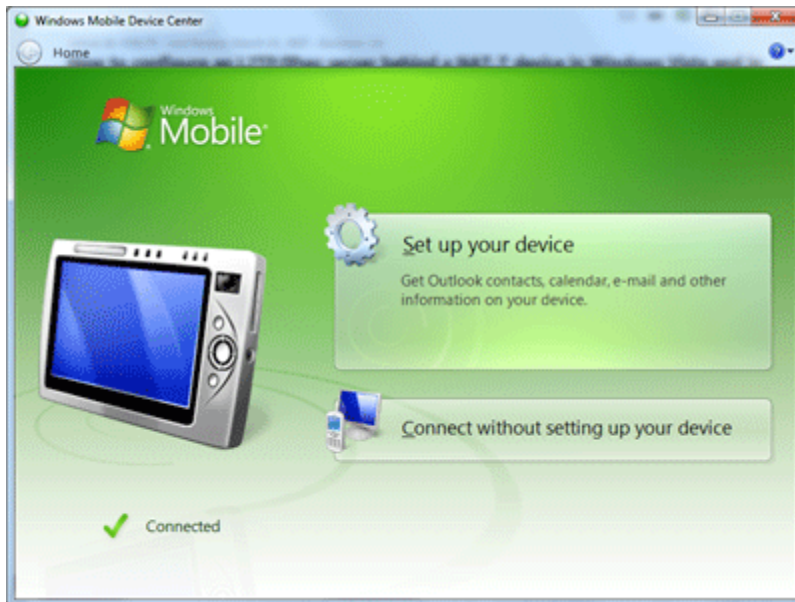 Windows Mobile Device Center
Home
Windows
Mobile®
Set up your device
Get Outlook contacts, calendar, e-mail and other
information on your device.
Connect without setting up your device
Connected